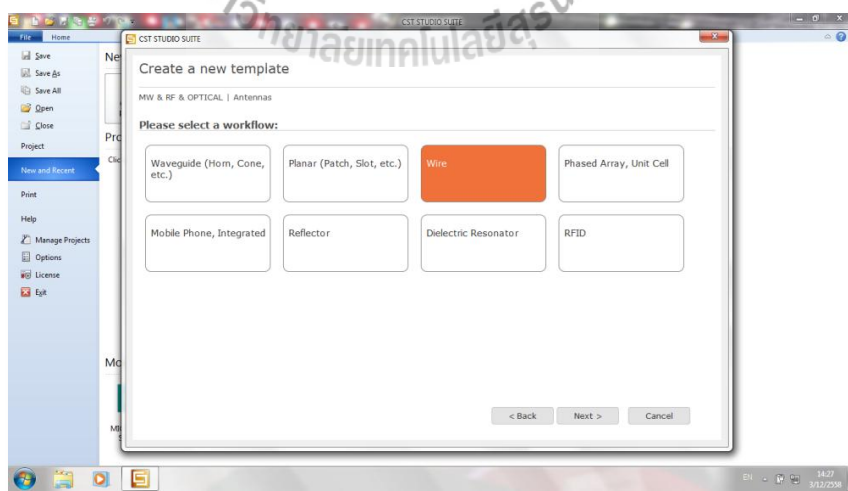 CST STUDIO SUITE
File Home
CST STUDIO SUITE
Save
Save As
Save All
Open
Close
Project
New and Recent
Print
Help
Manage Projects
Options
License
Exit
Create a new template
MW & RF & OPTICAL | Antennas
Please select a workflow:
Waveguide (Horn, Cone,
etc.)
Planar (Patch, Slot, etc.)
Wire
Phased Array, Unit Cell
Mobile Phone, Integrated
Reflector
Dielectric Resonator
RFID
< Back Next > Cancel
EN
14:27
3/12/2558